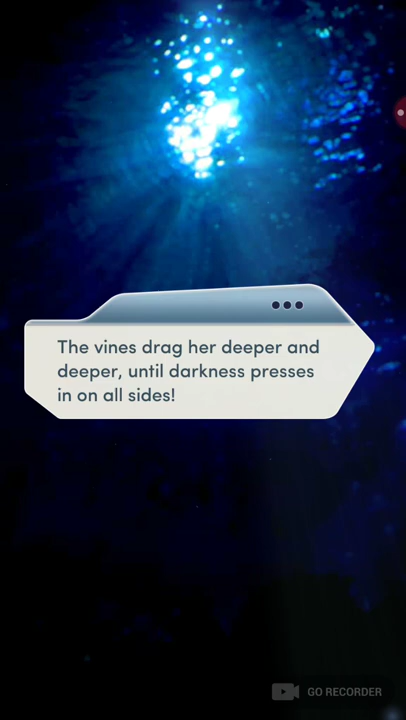 The vines drag her deeper and
deeper, until darkness presses
in on all sides!
GO RECORDER